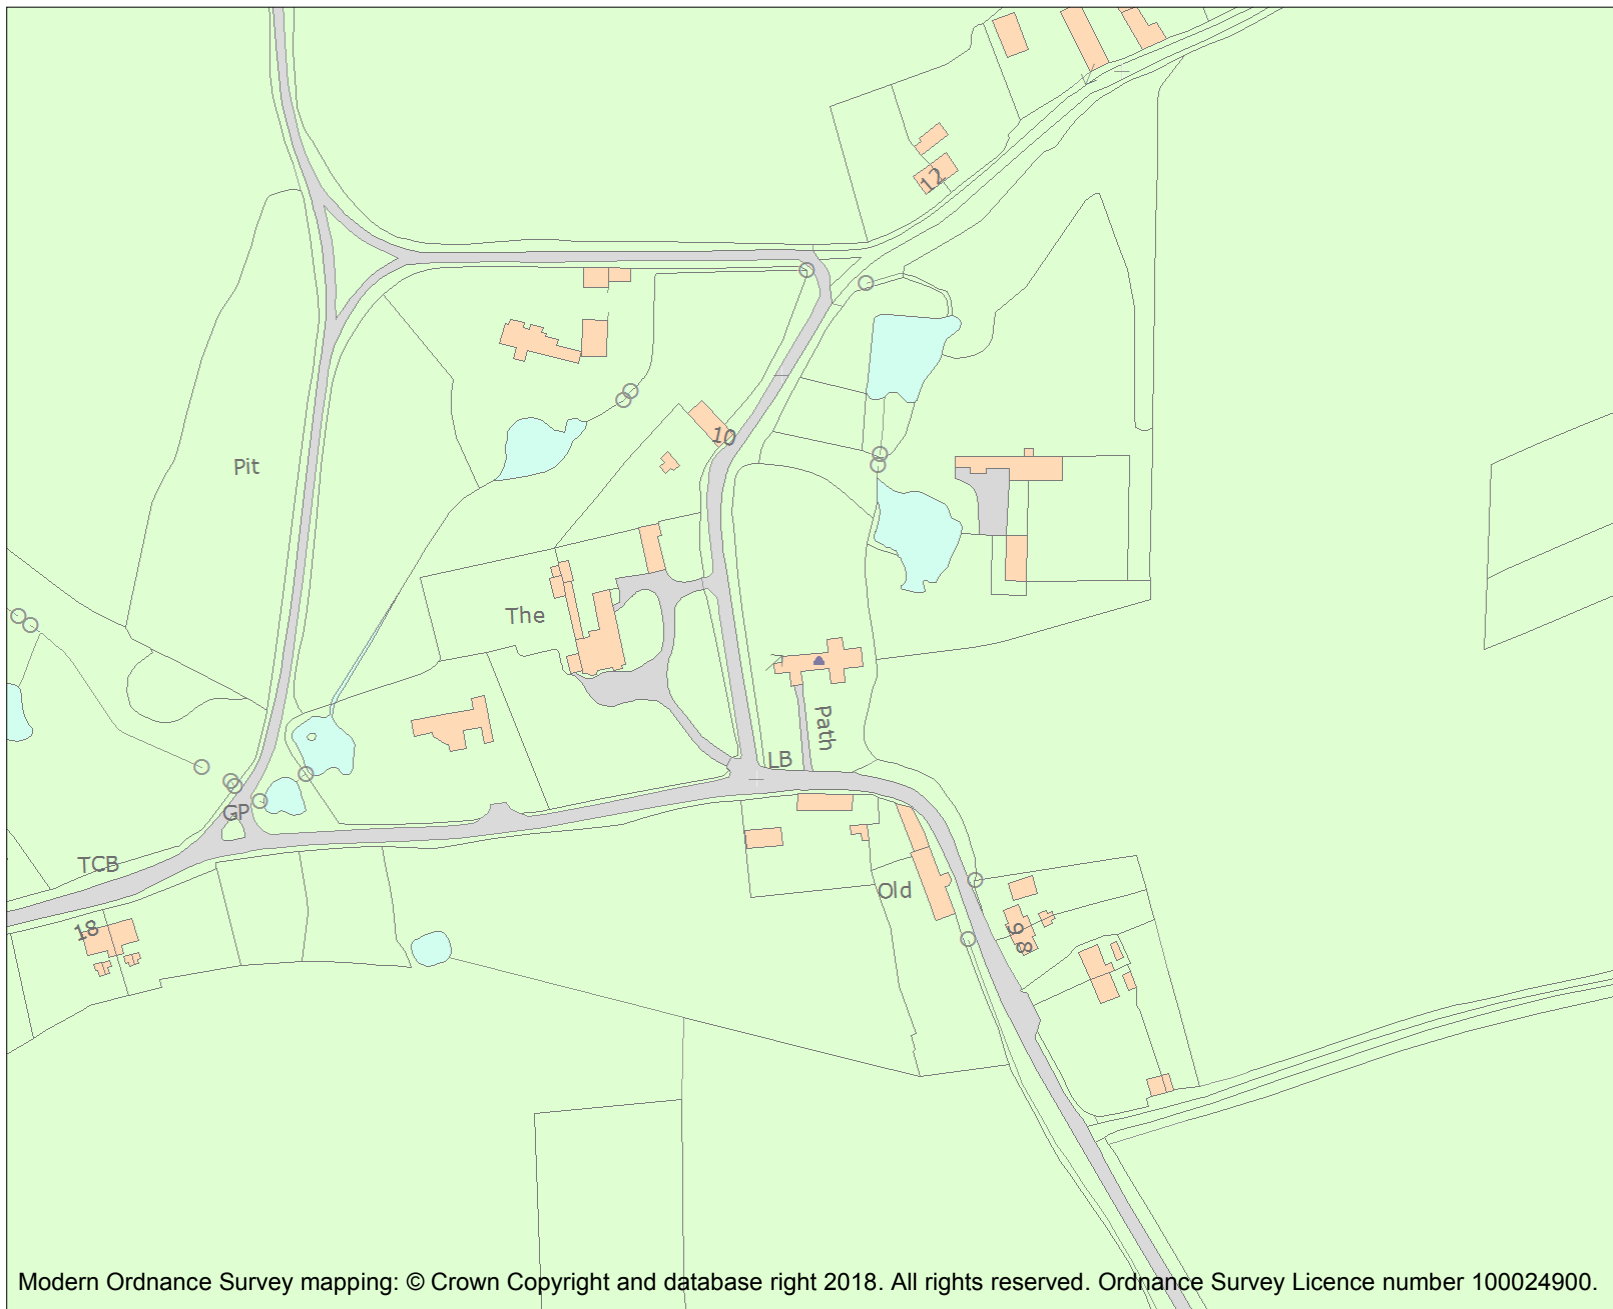 12
10
Pit
The
Path
LB
GP
TCB
Old
18
9
8
Modern Ordnance Survey mapping: © Crown Copyright and database right 2018. All rights reserved. Ordnance Survey Licence number 100024900.